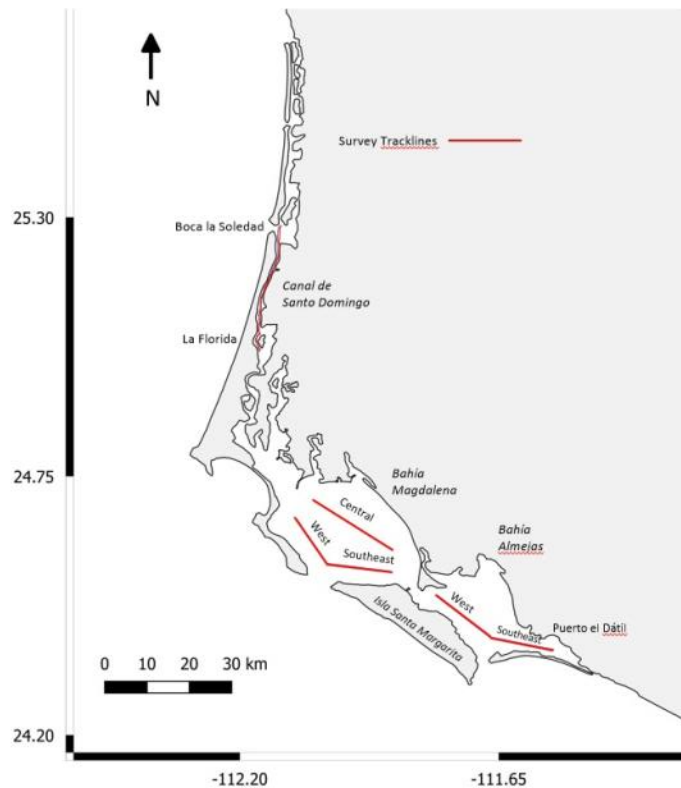 N
Survey Tracklines
25.30
Boca la Soledad
Canal de
Santo Domingo
La Florida
24.75
Bahía
Magdalena
Central
Bahía
Almejas
West
Southeast
West
Puerto el Dátil
Southeast
Isla Santa Margarita
0 10 20 30 km
24.20
-112.20 -111.65